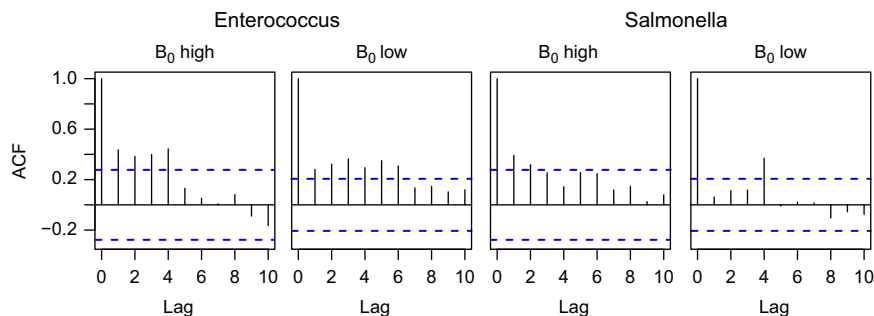 Enterococcus Salmonella
B0 high B0 low B0 high B0 low
ACF
1.0
0.6
0.2
−0.2
0 2 4 6 8 10 0 2 4 6 8 10 0 2 4 6 8 10 0 2 4 6 8 10
Lag Lag Lag Lag